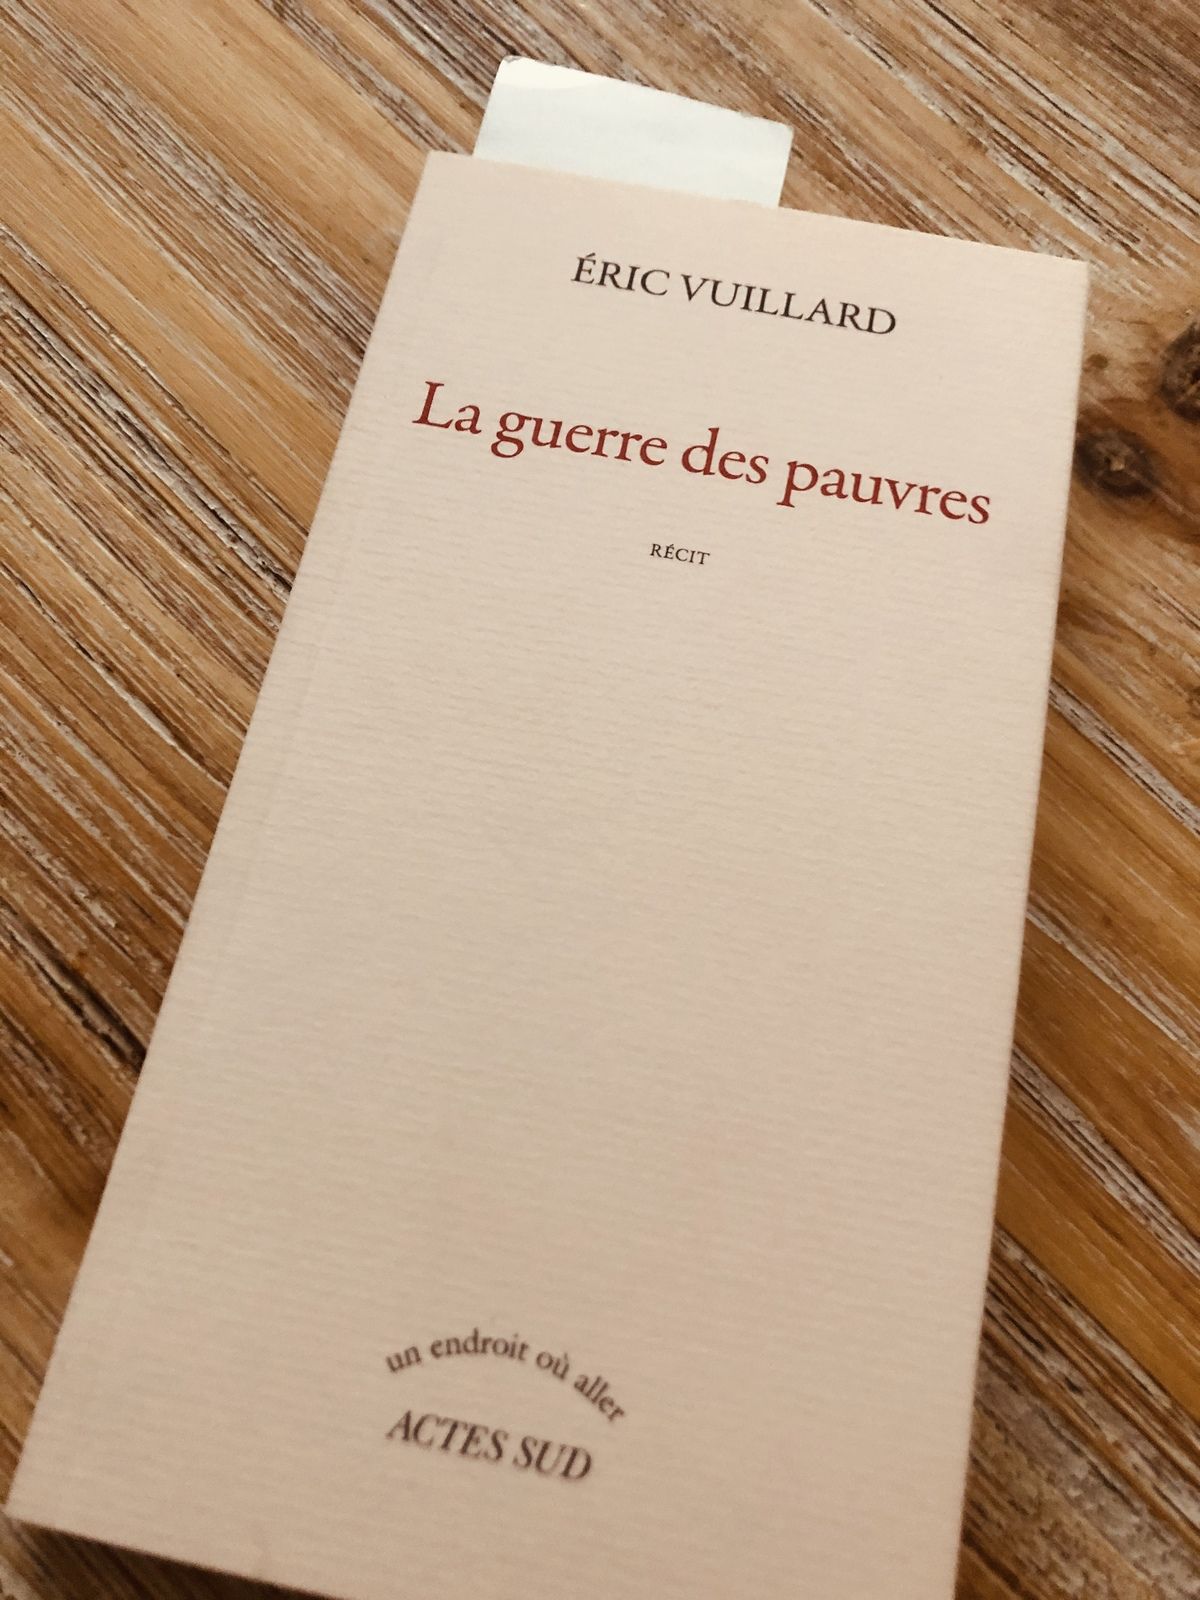 ÉRIC VUILLARD
La guerre des pauvres
RÉCIT
un endroit où aller
ACTES SUD